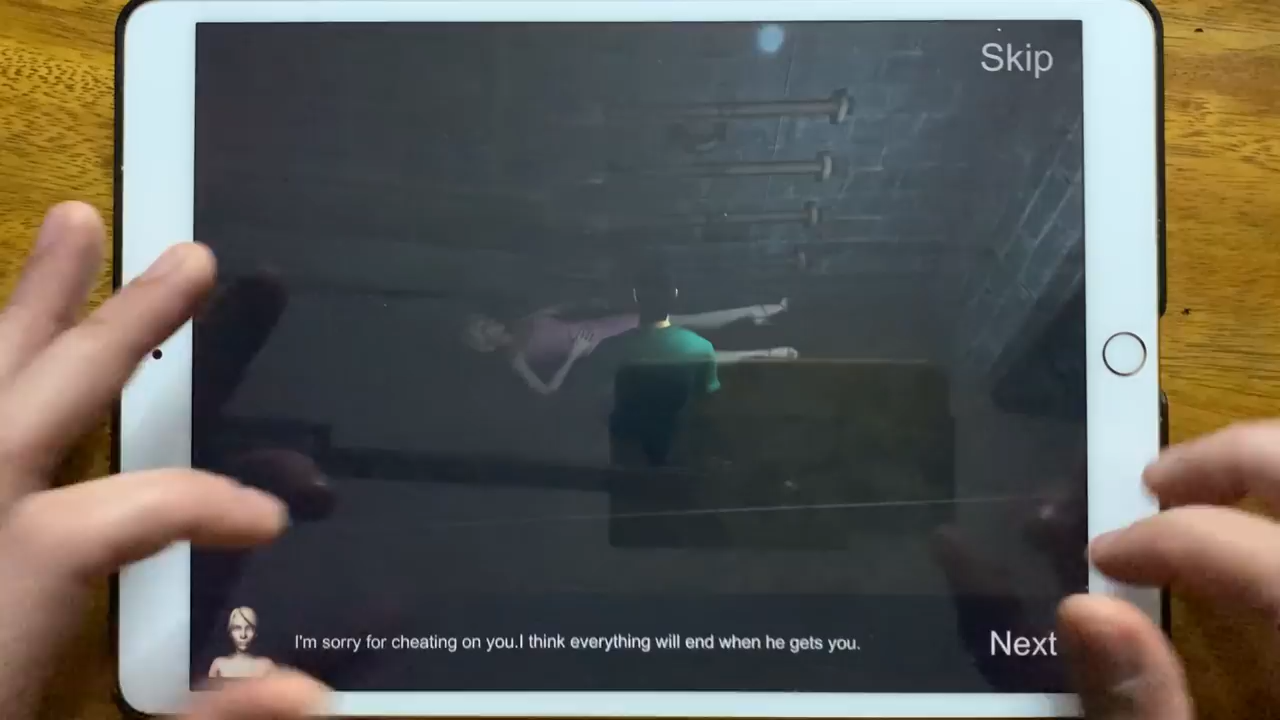 Skip
I'm sorry for cheating on you.I think everything will end when he gets you.
Next